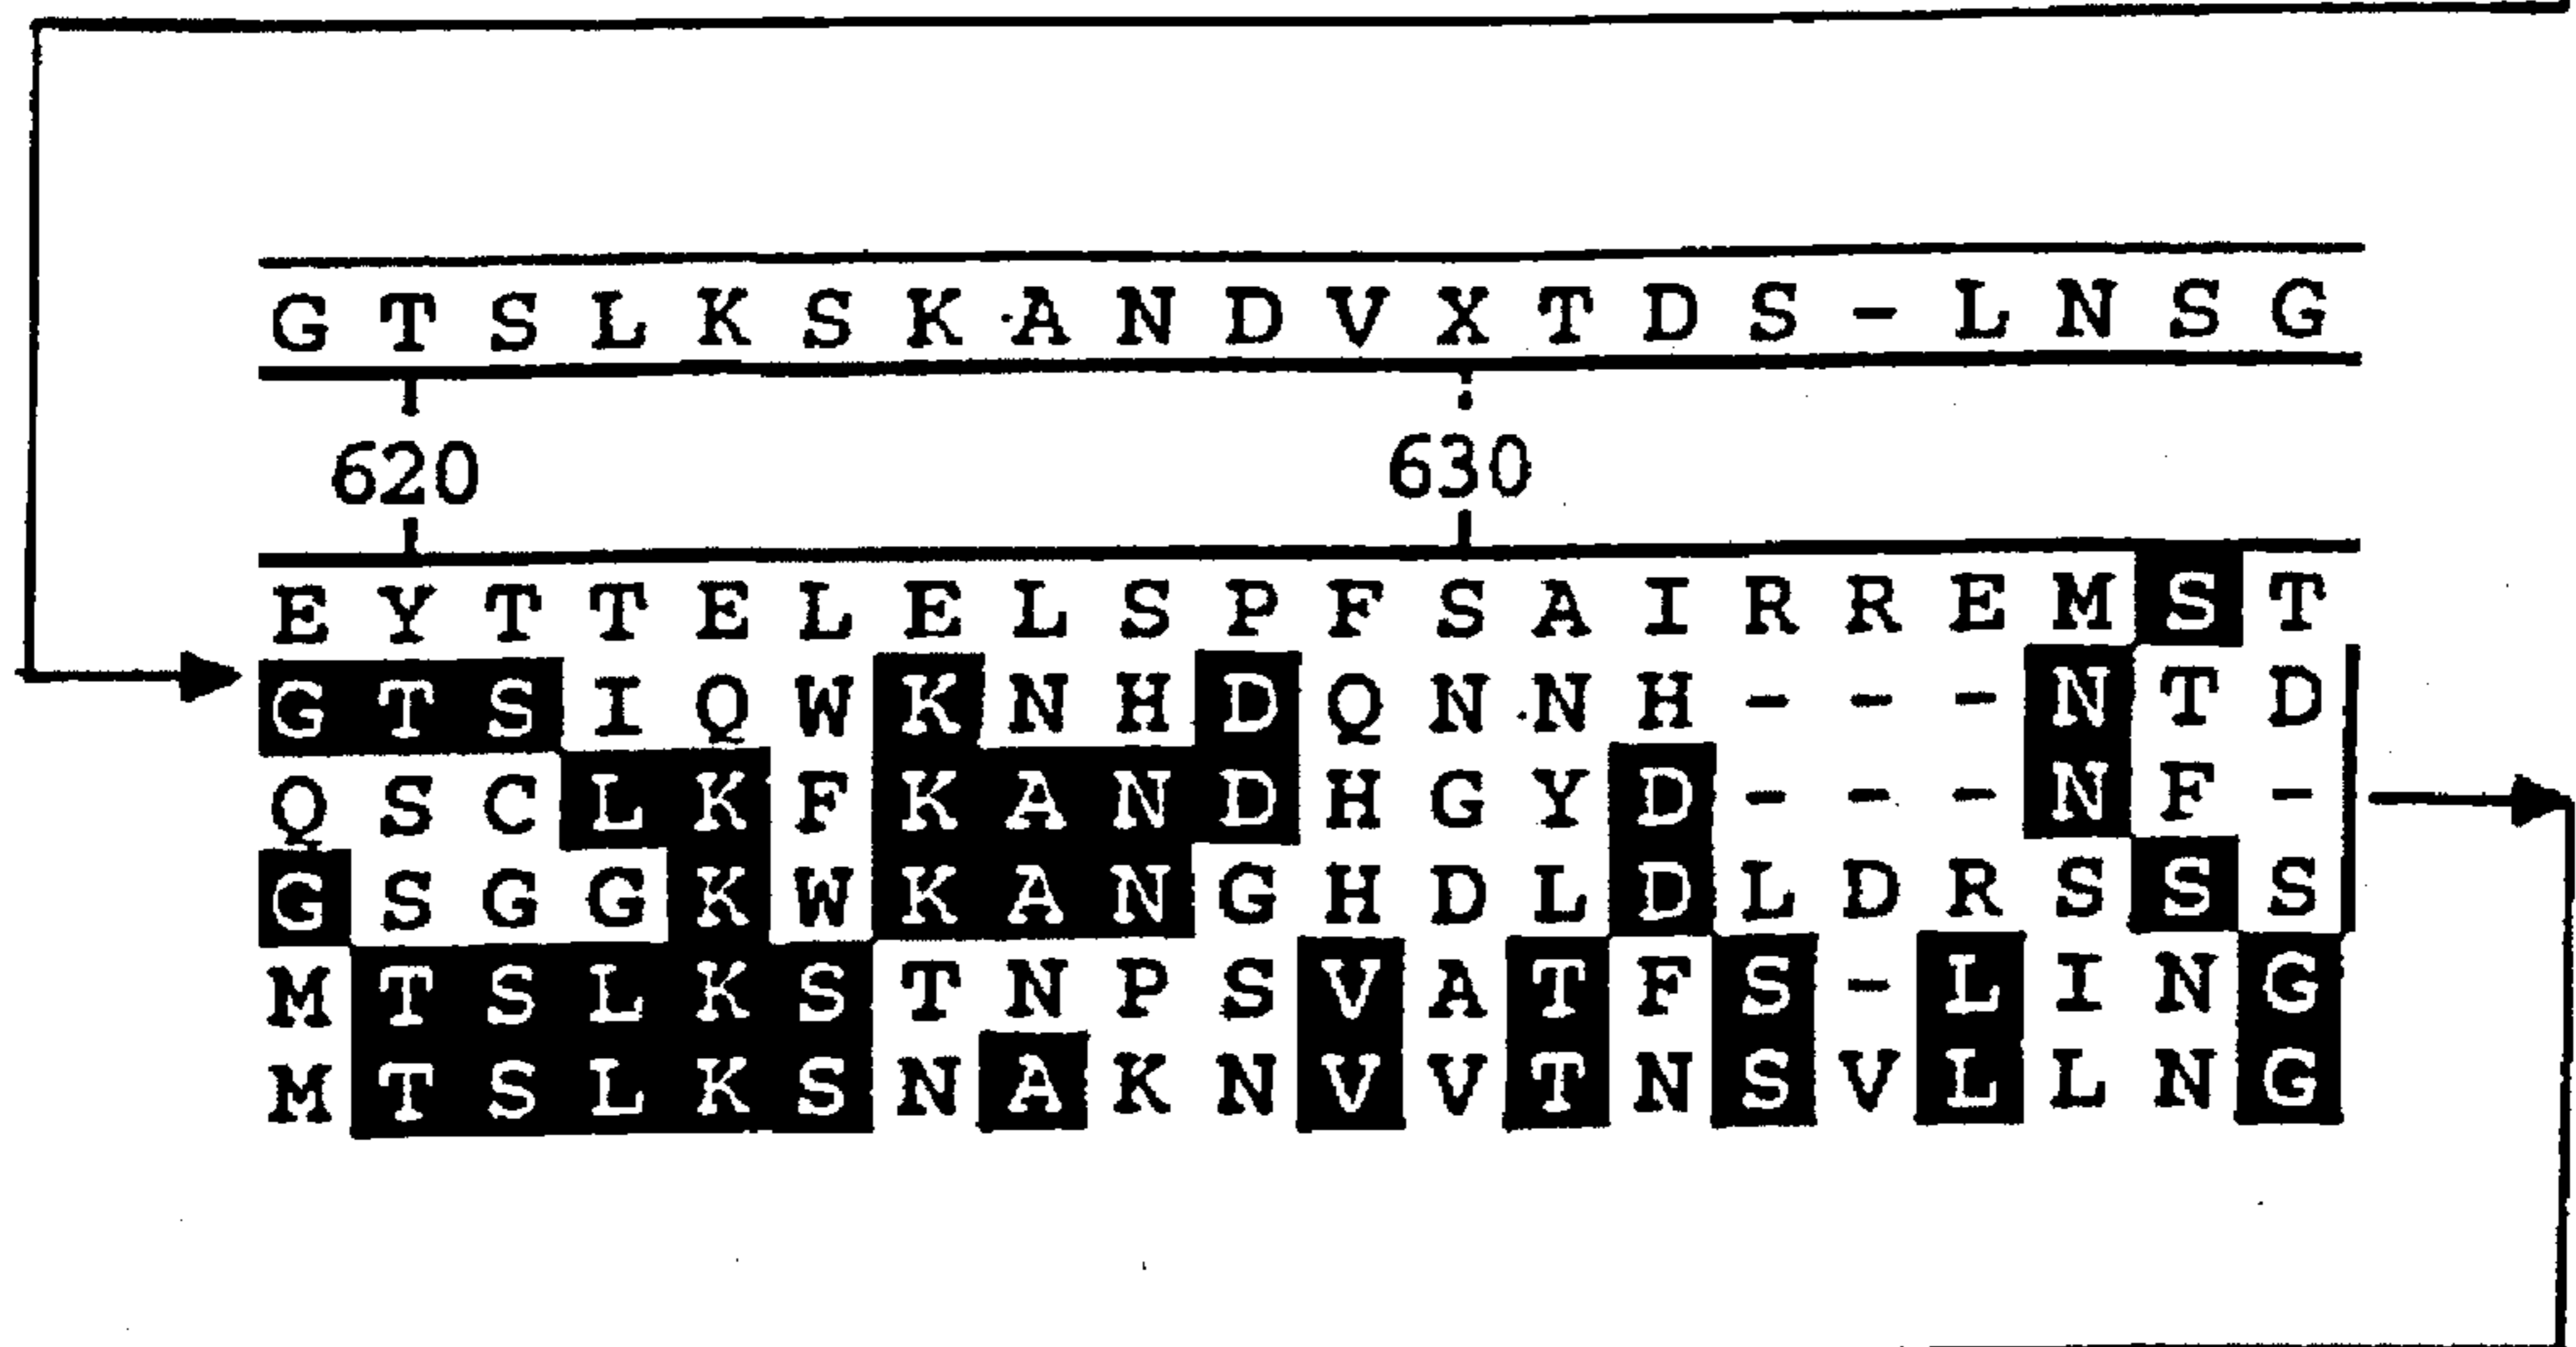 G T S L K S K A N D V X T D S - L N S G
620 630
E Y T T E L E L S P F S A I R R E M S T
G T S I Q W K N H D Q N N H - - - N T D
Q S C L K F K A N D H G Y D - - - N F -
G S G G K W K A N G H D L D L D R S S S
M T S L K S T N P S V A T F S - L I N G
M T S L K S N A K N V V T N S V L L N G